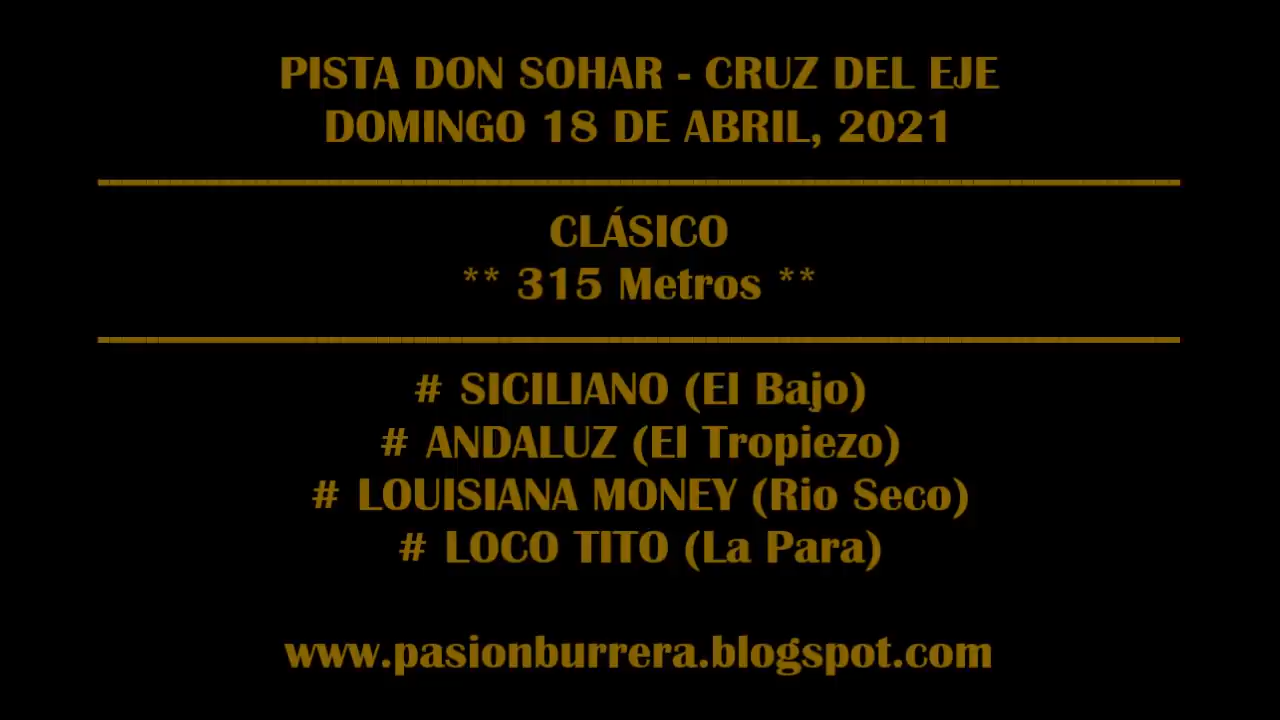 PISTA DON SOHAR - CRUZ DEL EJE
DOMINGO 18 DE ABRIL, 2021
CLÁSICO
** 315 Metros **
# SICILIANO (El Bajo)
# ANDALUZ (El Tropiezo)
# LOUISIANA MONEY (Rio Seco)
# LOCO TITO (La Para)
www.pasionburrera.blogspot.com